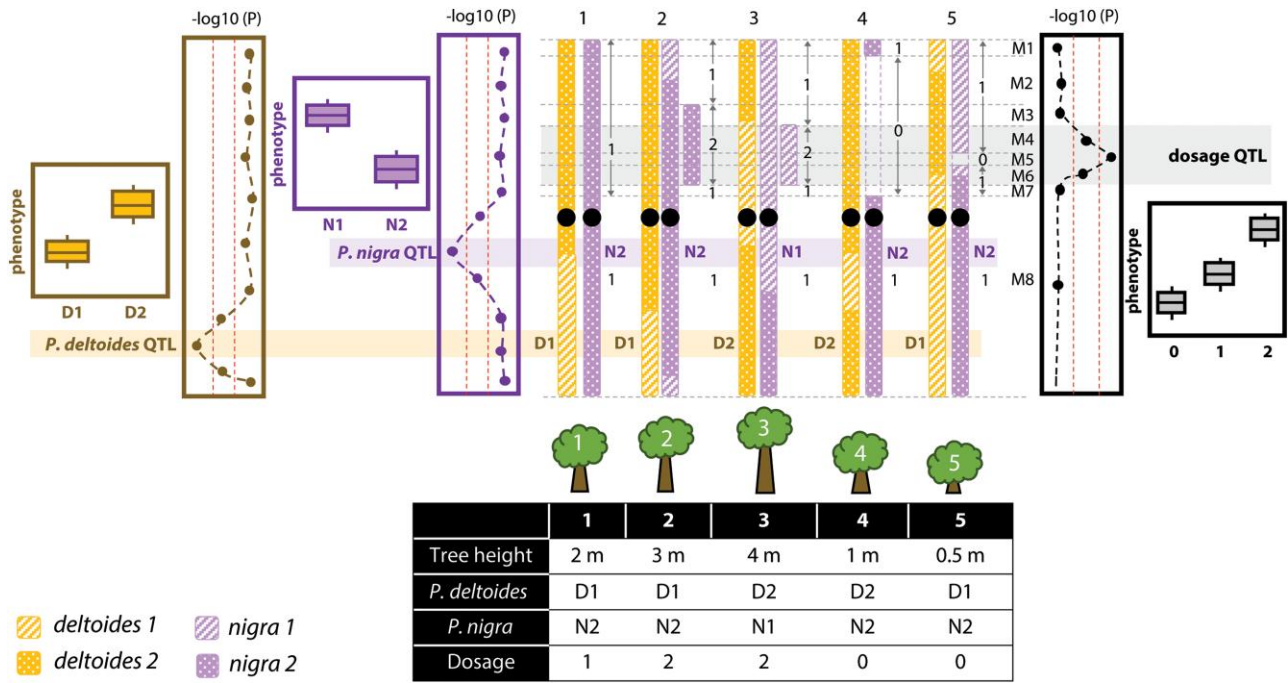 -log10 (P)
-log10 (P)
1 2 3 4 5
-log10 (P)
phenotype
D1 D2
phenotype
N1 N2
P. nigra QTL
P. deltoides QTL
1
1
2
1
1
2
1
1
0
1
0
1
M1
M2
M3
M4
M5
M6
M7
M8
dosage QTL
N2 N2 N1 N2 N2
1 1 1 1 1
D1 D1 D2 D2 D1
phenotype
0 1 2
1 2 3 4 5
1 2 3 4 5
Tree height 2 m 3 m 4 m 1 m 0.5 m
P. deltoides D1 D1 D2 D2 D1
P. nigra N2 N2 N1 N2 N2
Dosage 1 2 2 0 0
deltoides 1 nigra 1
deltoides 2 nigra 2